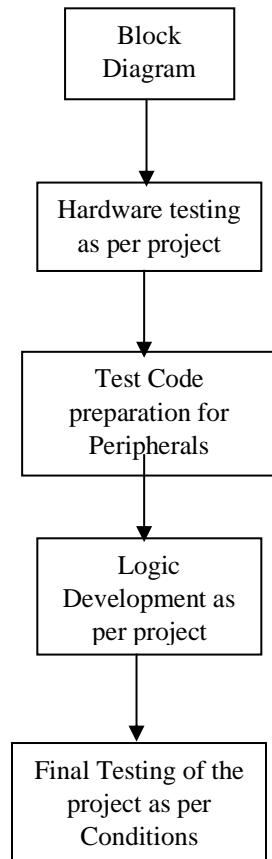 Block
Diagram
Hardware testing
as per project
Test Code
preparation for
Peripherals
Logic
Development as
per project
Final Testing of the
project as per
Conditions